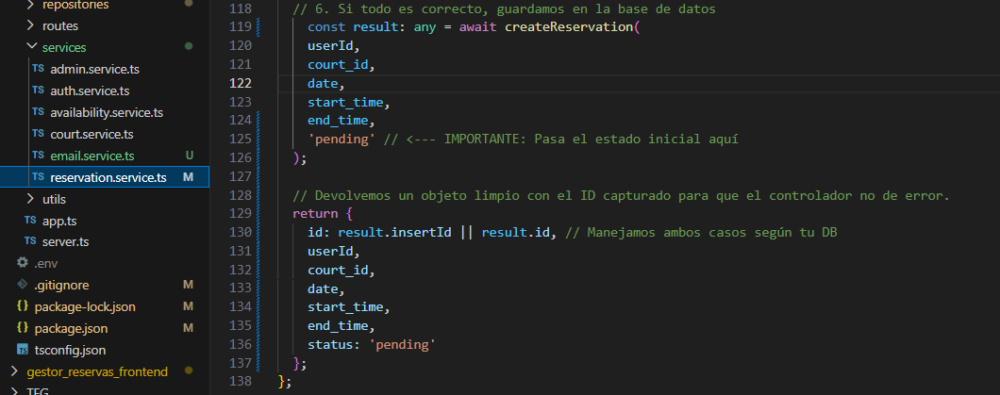 repositories
routes
services
TS admin.service.ts
TS auth.service.ts
TS availability.service.ts
TS court.service.ts
TS email.service.ts U
TS reservation.service.ts M
utils
TS app.ts
TS server.ts
.env
.gitignore M
{} package-lock.json M
{} package.json M
TS tsconfig.json
gestor_reservas_frontend
TFG
118 // 6. Si todo es correcto, guardamos en la base de datos
119 const result: any = await createReservation(
120 userId,
121 court_id,
122 date,
123 start_time,
124 end_time,
125 'pending' // <--- IMPORTANTE: Pasa el estado inicial aquí
126 );
127
128 // Devolvemos un objeto limpio con el ID capturado para que el controlador no de error.
129 return {
130 id: result.insertId || result.id, // Manejamos ambos casos según tu DB
131 userId,
132 court_id,
133 date,
134 start_time,
135 end_time,
136 status: 'pending'
137 };
138 };